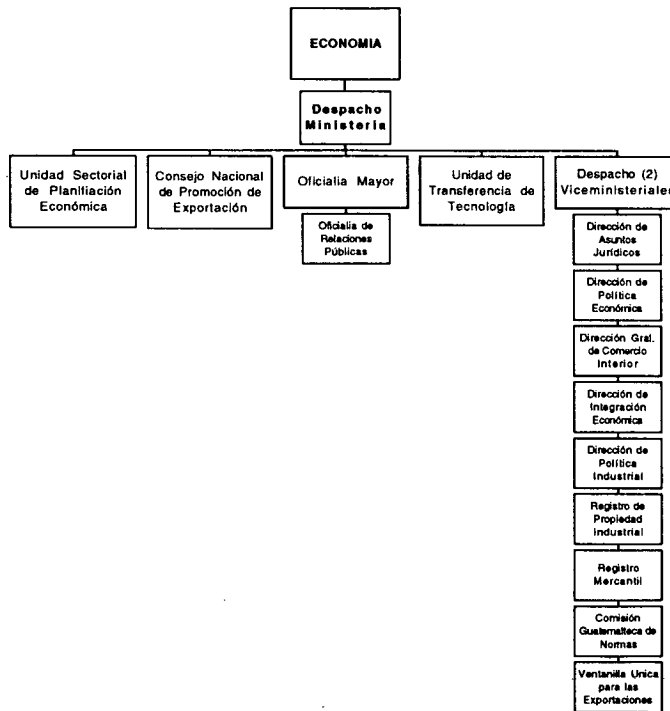 ECONOMIA
Despacho
Ministeria
Unidad Sectorial
de Planifiación
Económica
Consejo Nacional
de Promoción de
Exportación
Oficialia Mayor
Unidad de
Transferencia de
Tecnología
Despacho (2)
Viceministeriales
Oficialia de
Relaciones
Públicas
Dirección de
Asuntos
Jurídicos
Dirección de
Política
Económica
Dirección Gral.
de Comercio
Interior
Dirección de
Integración
Económica
Dirección de
Política
Industrial
Registro de
Propiedad
Industrial
Registro
Mercantil
Comisión
Guatemalteca de
Normas
Ventanilla Unica
para las
Exportaciones